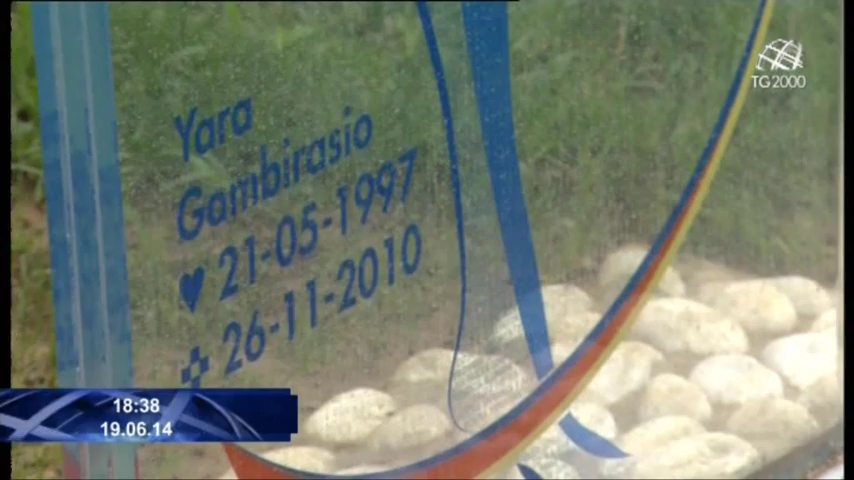 TG2000
Yara
Gambirasio
21-05-1997
26-11-2010
18:38
19.06.14